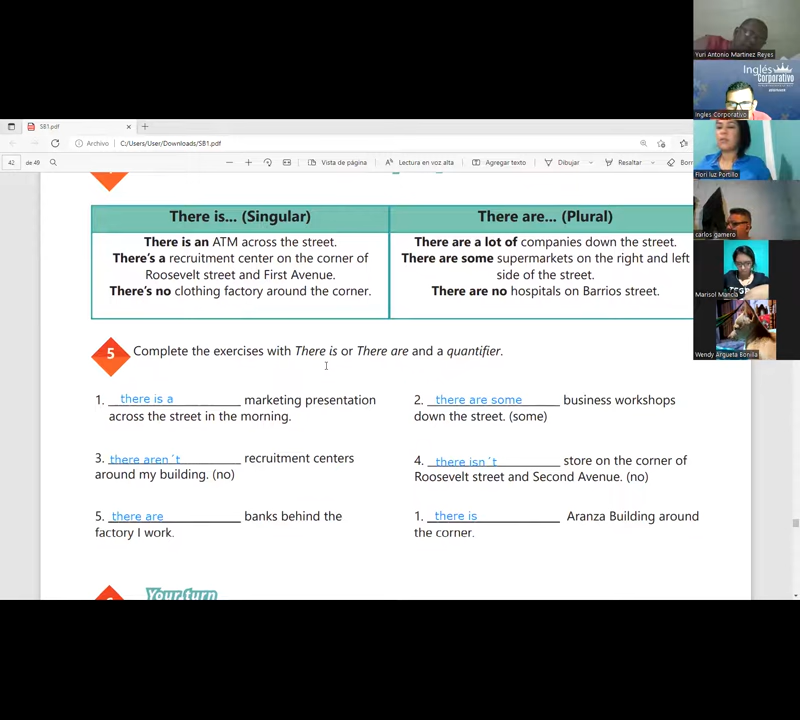 Yuri Antonio Martinez Reyes
Inglés
Corporativo
Ingles Corporativo
Flori luz Portillo
carlos gamero
Marisol Mancia
Wendy Argueta Bonilla
SB1.pdf
Archivo C:/Users/User/Downloads/SB1.pdf
42 de 49
Vista de página
Lectura en voz alta
Agregar texto
Dibujar
Resaltar
Borr
There is... (Singular) There are... (Plural)
There is an ATM across the street.
There's a recruitment center on the corner of
Roosevelt street and First Avenue.
There's no clothing factory around the corner.
There are a lot of companies down the street.
There are some supermarkets on the right and left
side of the street.
There are no hospitals on Barrios street.
5 Complete the exercises with There is or There are and a quantifier.
1. there is a marketing presentation
across the street in the morning.
2. there are some business workshops
down the street. (some)
3. there aren´t recruitment centers
around my building. (no)
4. there isn´t store on the corner of
Roosevelt street and Second Avenue. (no)
5. there are banks behind the
factory I work.
1. there is Aranza Building around
the corner.
Your turn